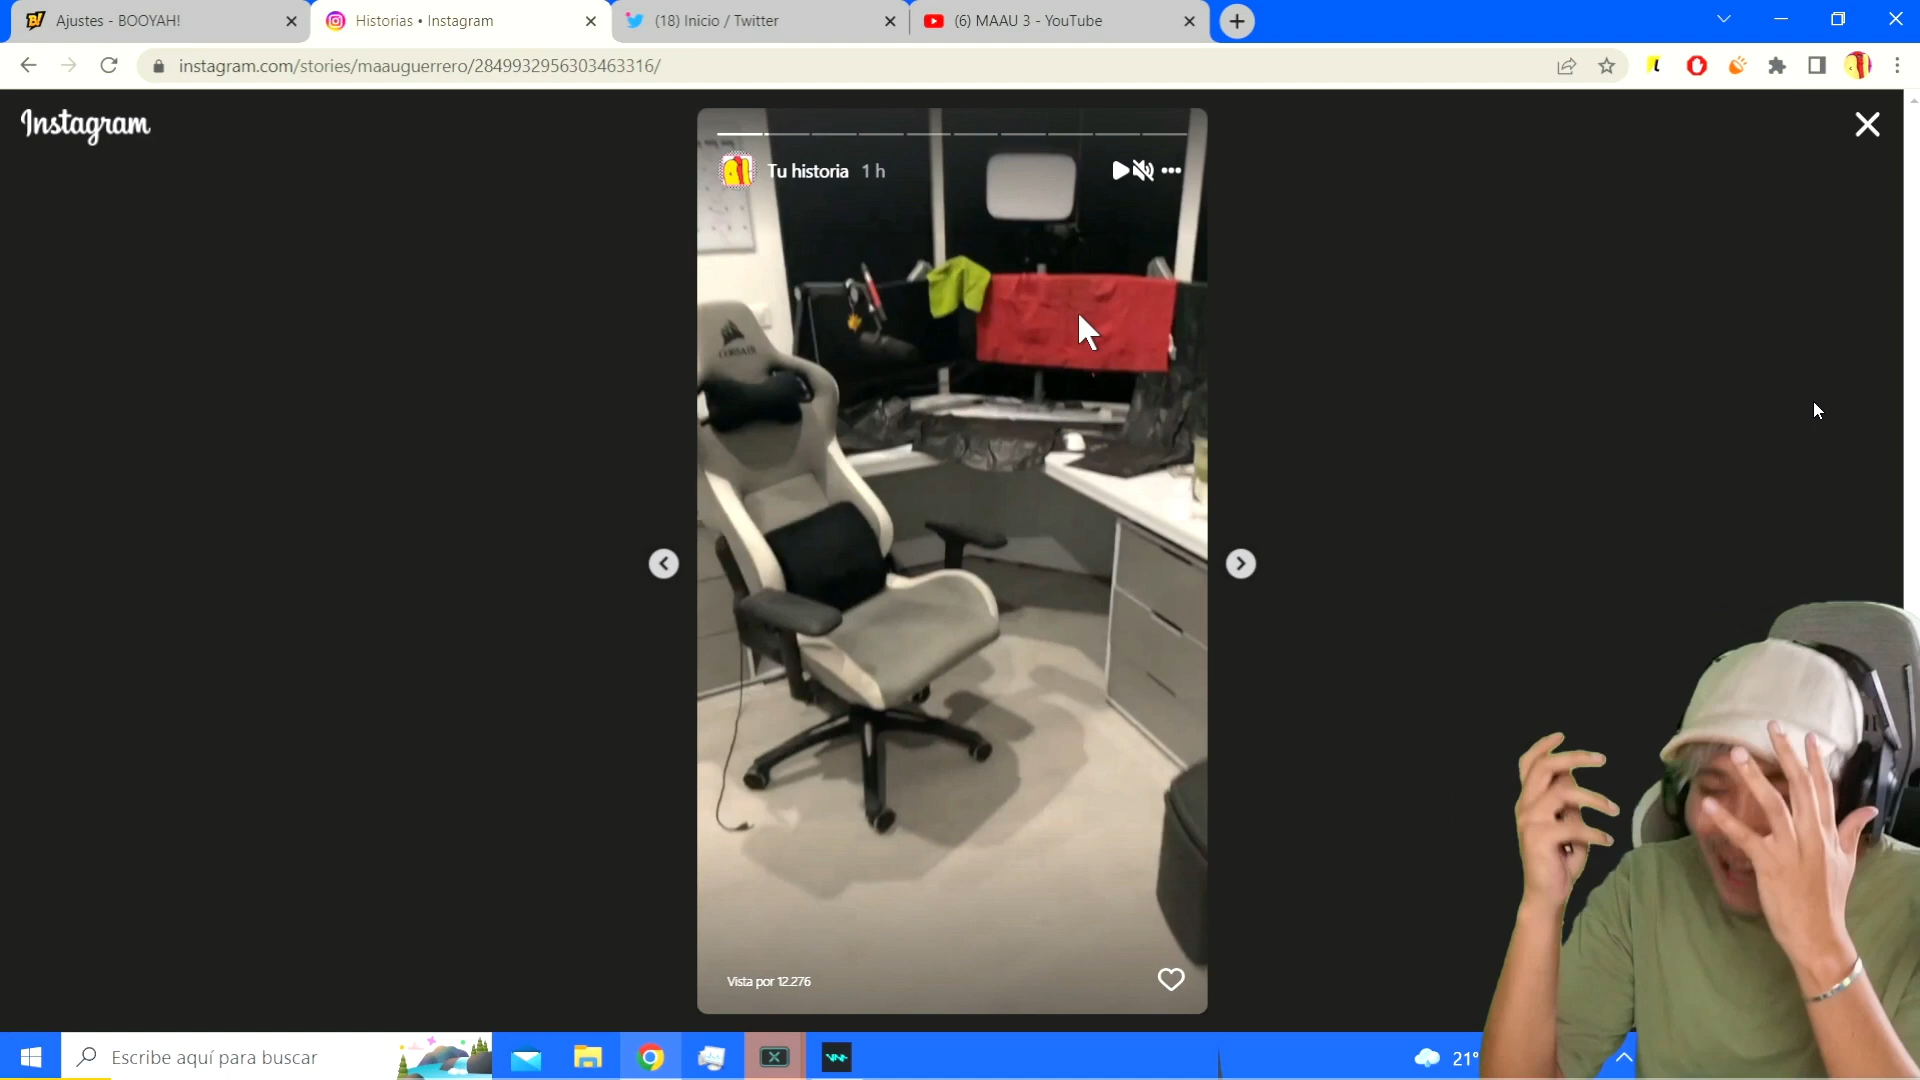 Ajustes - BOOYAH!
Historias • Instagram
(18) Inicio / Twitter
(6) MAAU 3 - YouTube
instagram.com/stories/maauguerrero/2849932956303463316/
Instagram
Tu historia 1 h
CORSAIR
Vista por 12.276
Escribe aquí para buscar
21°